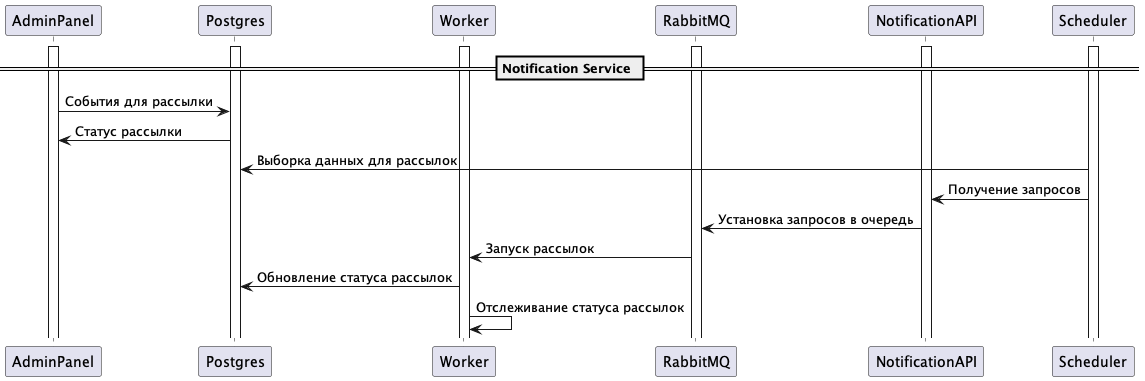 AdminPanel Postgres Worker RabbitMQ NotificationAPI Scheduler
Notification Service
События для рассылки
Статус рассылки
Выборка данных для рассылок
Получение запросов
Установка запросов в очередь
Запуск рассылок
Обновление статуса рассылок
Отслеживание статуса рассылок
AdminPanel Postgres Worker RabbitMQ NotificationAPI Scheduler